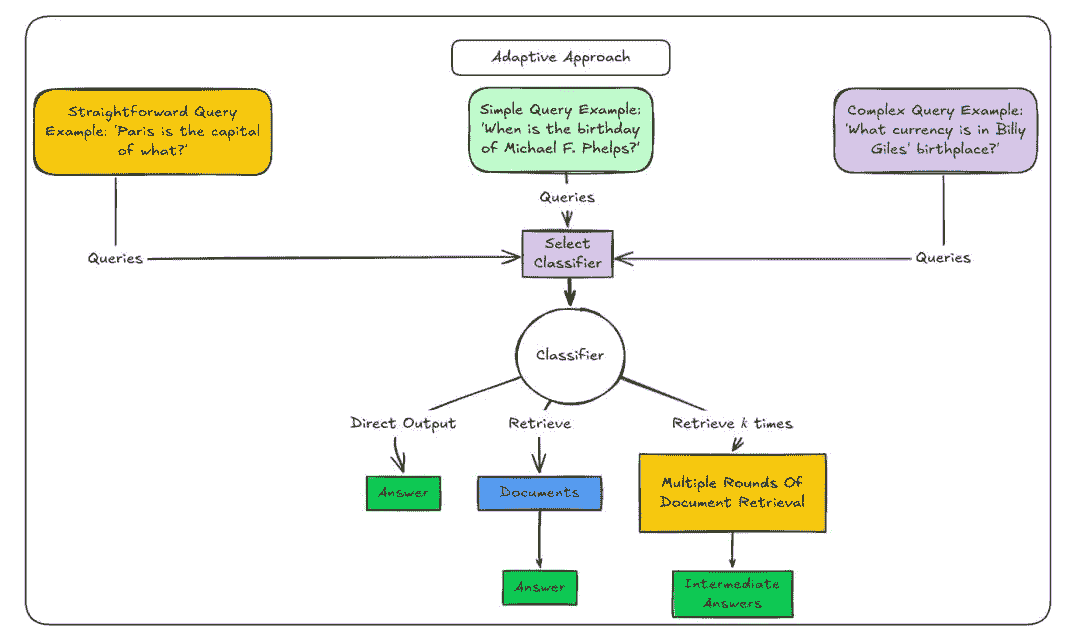 Adaptive Approach
Straightforward Query
Example: 'Paris is the capital
of what?'
Simple Query Example:
'When is the birthday
of Michael F. Phelps?'
Complex Query Example:
'What currency is in Billy
Giles' birthplace?'
Queries
Queries
Queries
Select
Classifier
Classifier
Direct Output
Retrieve
Retrieve k times
Answer
Documents
Multiple Rounds Of
Document Retrieval
Answer
Intermediate
Answers